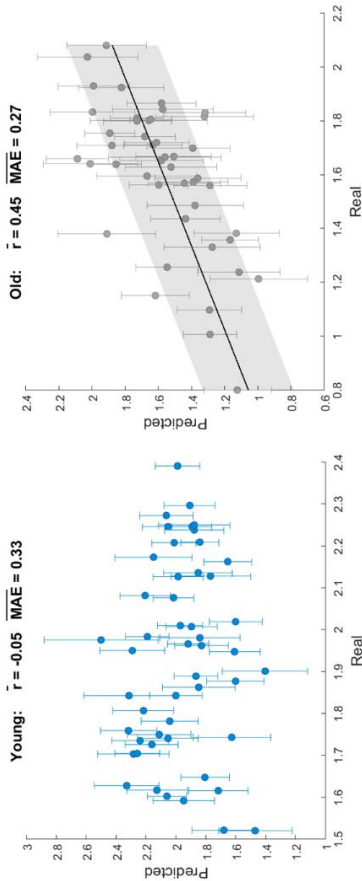 Young: r̄ = -0.05 M̅A̅E̅ = 0.33
3
2.8
2.6
2.4
2.2
2
1.8
1.6
1.4
1.2
1
Predicted
1.5 1.6 1.7 1.8 1.9 2 2.1 2.2 2.3 2.4
Real
Old: r̄ = 0.45 M̅A̅E̅ = 0.27
2.4
2.2
2
1.8
1.6
1.4
1.2
1
0.8
0.6
Predicted
0.8 1 1.2 1.4 1.6 1.8 2 2.2
Real